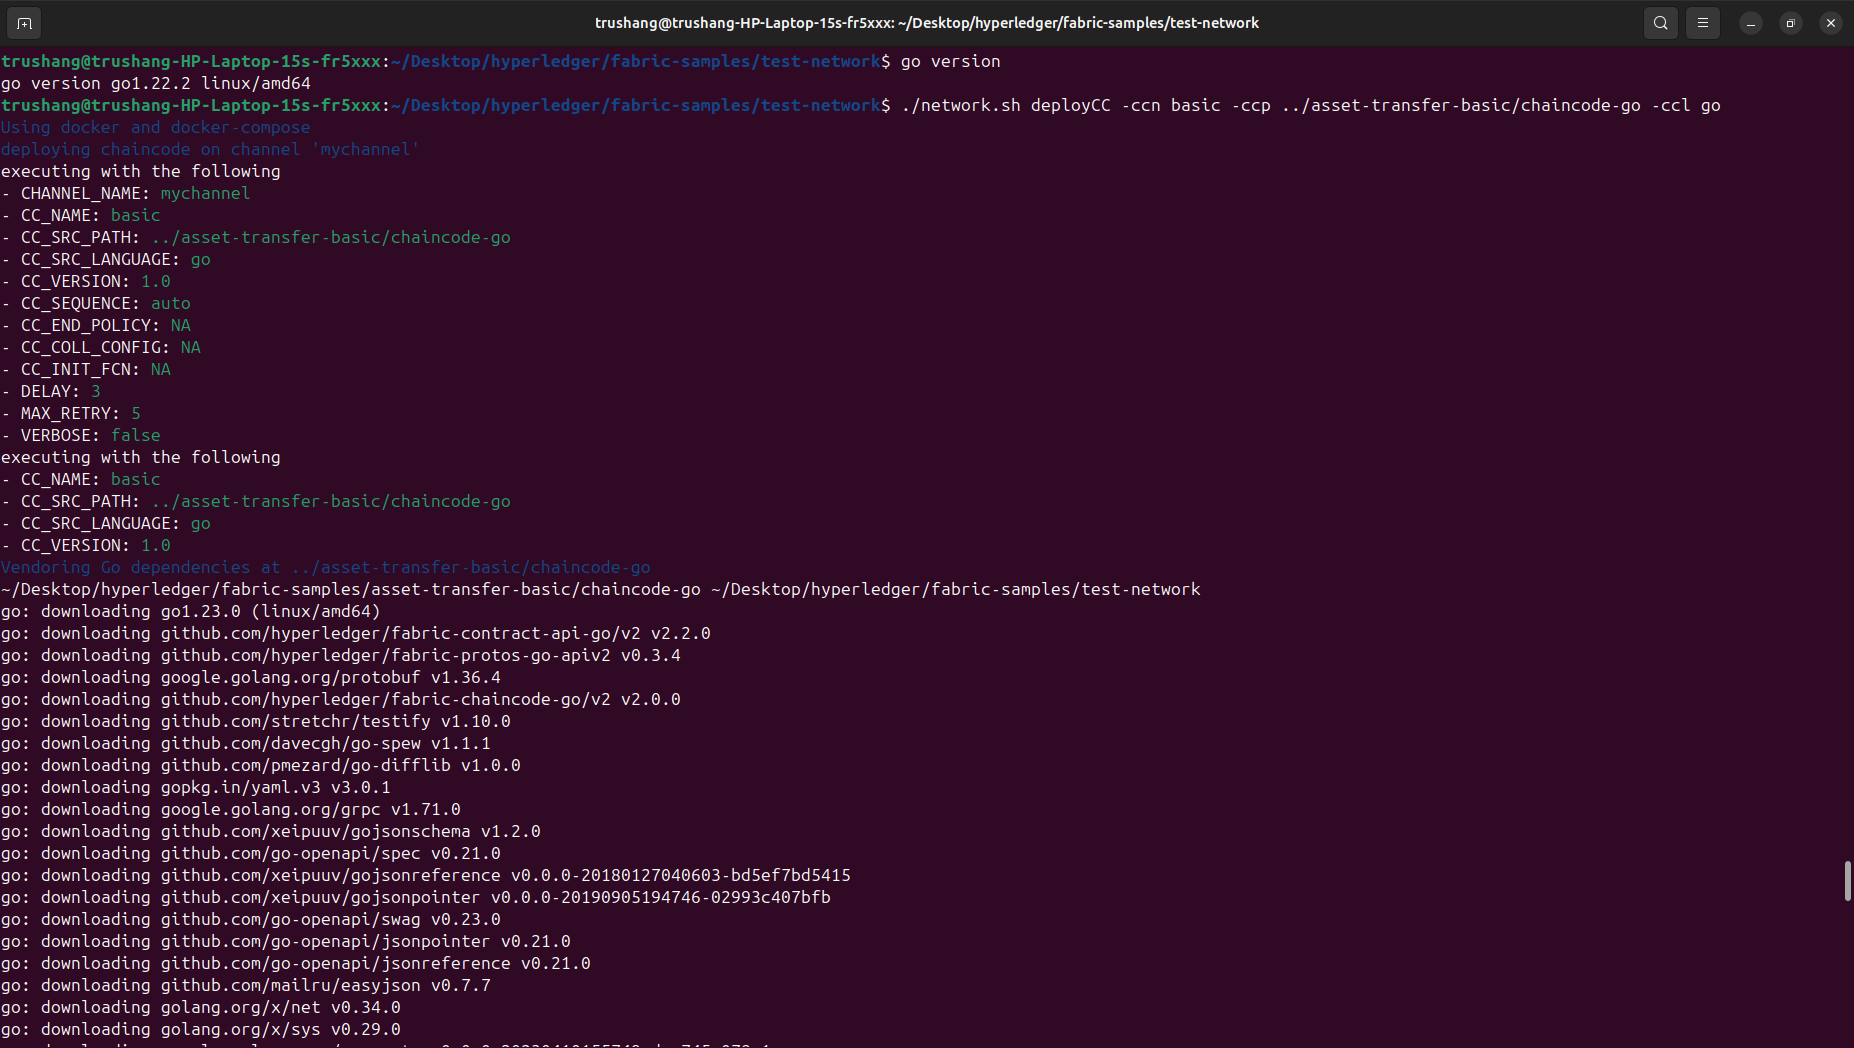 trushang@trushang-HP-Laptop-15s-fr5xxx: ~/Desktop/hyperledger/fabric-samples/test-network
trushang@trushang-HP-Laptop-15s-fr5xxx:~/Desktop/hyperledger/fabric-samples/test-network$ go version
go version go1.22.2 linux/amd64
trushang@trushang-HP-Laptop-15s-fr5xxx:~/Desktop/hyperledger/fabric-samples/test-network$ ./network.sh deployCC -ccn basic -ccp ../asset-transfer-basic/chaincode-go -ccl go
Using docker and docker-compose
deploying chaincode on channel 'mychannel'
executing with the following
- CHANNEL_NAME: mychannel
- CC_NAME: basic
- CC_SRC_PATH: ../asset-transfer-basic/chaincode-go
- CC_SRC_LANGUAGE: go
- CC_VERSION: 1.0
- CC_SEQUENCE: auto
- CC_END_POLICY: NA
- CC_COLL_CONFIG: NA
- CC_INIT_FCN: NA
- DELAY: 3
- MAX_RETRY: 5
- VERBOSE: false
executing with the following
- CC_NAME: basic
- CC_SRC_PATH: ../asset-transfer-basic/chaincode-go
- CC_SRC_LANGUAGE: go
- CC_VERSION: 1.0
Vendoring Go dependencies at ../asset-transfer-basic/chaincode-go
~/Desktop/hyperledger/fabric-samples/asset-transfer-basic/chaincode-go ~/Desktop/hyperledger/fabric-samples/test-network
go: downloading go1.23.0 (linux/amd64)
go: downloading github.com/hyperledger/fabric-contract-api-go/v2 v2.2.0
go: downloading github.com/hyperledger/fabric-protos-go-apiv2 v0.3.4
go: downloading google.golang.org/protobuf v1.36.4
go: downloading github.com/hyperledger/fabric-chaincode-go/v2 v2.0.0
go: downloading github.com/stretchr/testify v1.10.0
go: downloading github.com/davecgh/go-spew v1.1.1
go: downloading github.com/pmezard/go-difflib v1.0.0
go: downloading gopkg.in/yaml.v3 v3.0.1
go: downloading google.golang.org/grpc v1.71.0
go: downloading github.com/xeipuuv/gojsonschema v1.2.0
go: downloading github.com/go-openapi/spec v0.21.0
go: downloading github.com/xeipuuv/gojsonreference v0.0.0-20180127040603-bd5ef7bd5415
go: downloading github.com/xeipuuv/gojsonpointer v0.0.0-20190905194746-02993c407bfb
go: downloading github.com/go-openapi/swag v0.23.0
go: downloading github.com/go-openapi/jsonpointer v0.21.0
go: downloading github.com/go-openapi/jsonreference v0.21.0
go: downloading github.com/mailru/easyjson v0.7.7
go: downloading golang.org/x/net v0.34.0
go: downloading golang.org/x/sys v0.29.0